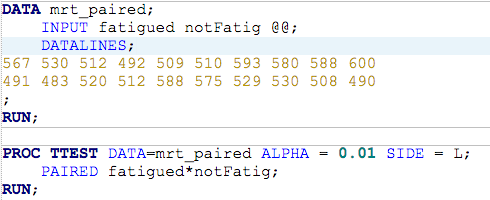 DATA mrt_paired;
INPUT fatigued notFatig @@;
DATALINES;
567 530 512 492 509 510 593 580 588 600
491 483 520 512 588 575 529 530 508 490
;
RUN;
PROC TTEST DATA=mrt_paired ALPHA = 0.01 SIDE = L;
PAIRED fatigued*notFatig;
RUN;